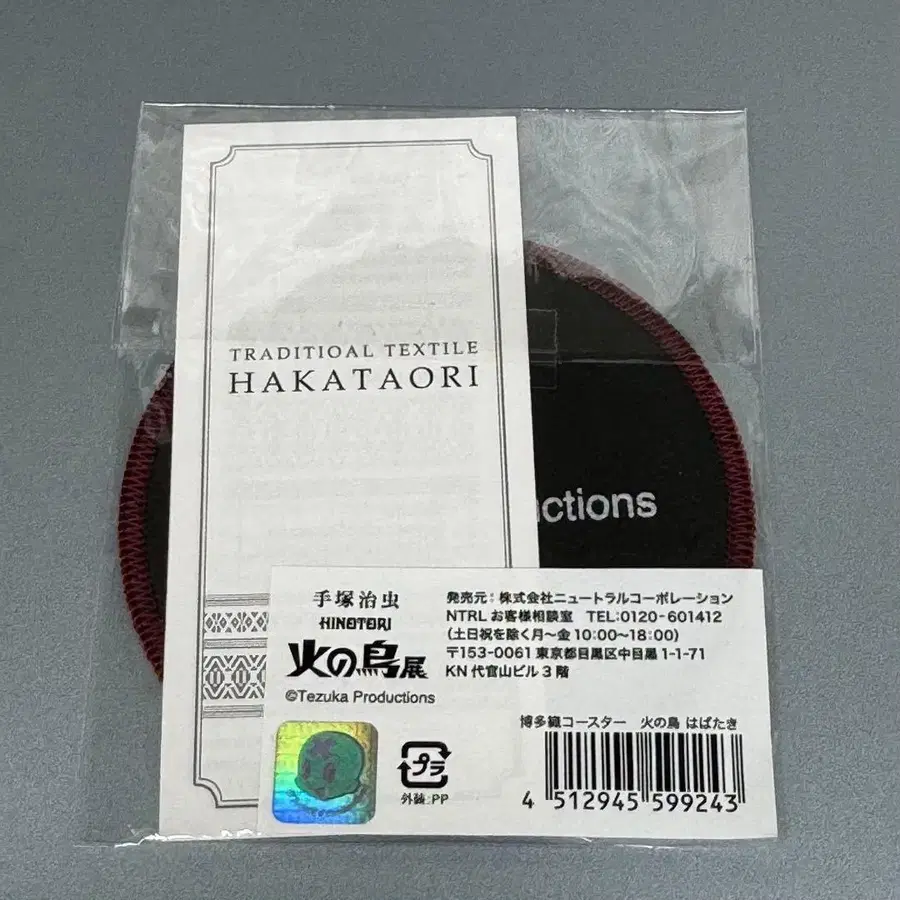 TRADITIOAL TEXTILE
HAKATAORI
ctions
手塚治虫
HINOTORI
火の鳥展
©Tezuka Productions
発売元：株式会社ニュートラルコーポレーション
NTRL お客様相談室 TEL:0120-601412
(土日祝を除く月～金 10:00～18:00)
〒153-0061 東京都目黒区中目黒 1-1-71
KN 代官山ビル 3 階
プラ
外装:PP
博多織コースター 火の鳥 はばたき
4 512945 599243